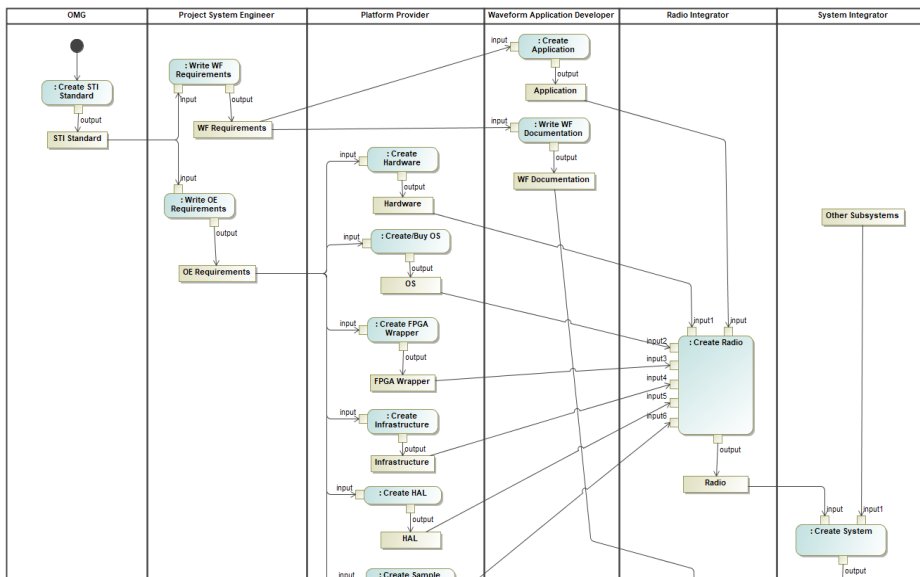 OMG
Project System Engineer
Platform Provider
Waveform Application Developer
Radio Integrator
System Integrator
: Create STI
Standard
output
STI Standard
: Write WF
Requirements
input
output
WF Requirements
input
: Write OE
Requirements
output
OE Requirements
input
: Create
Hardware
output
Hardware
input
: Create/Buy OS
output
OS
input
: Create FPGA
Wrapper
output
FPGA Wrapper
input
: Create
Infrastructure
output
Infrastructure
input
: Create HAL
output
HAL
input
: Create Sample
input
: Create
Application
output
Application
input
: Write WF
Documentation
output
WF Documentation
input1
input
input2
input3
input4
input5
input6
: Create Radio
output
Radio
Other Subsystems
input
input1
: Create System
output